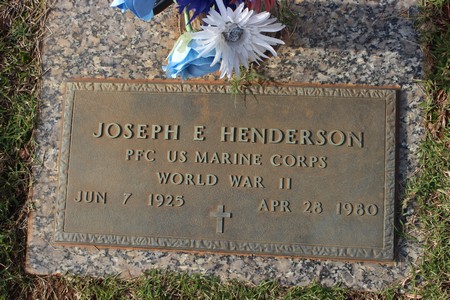 JOSEPH E HENDERSON
PFC US MARINE CORPS
WORLD WAR II
JUN 7 1925 APR 28 1980